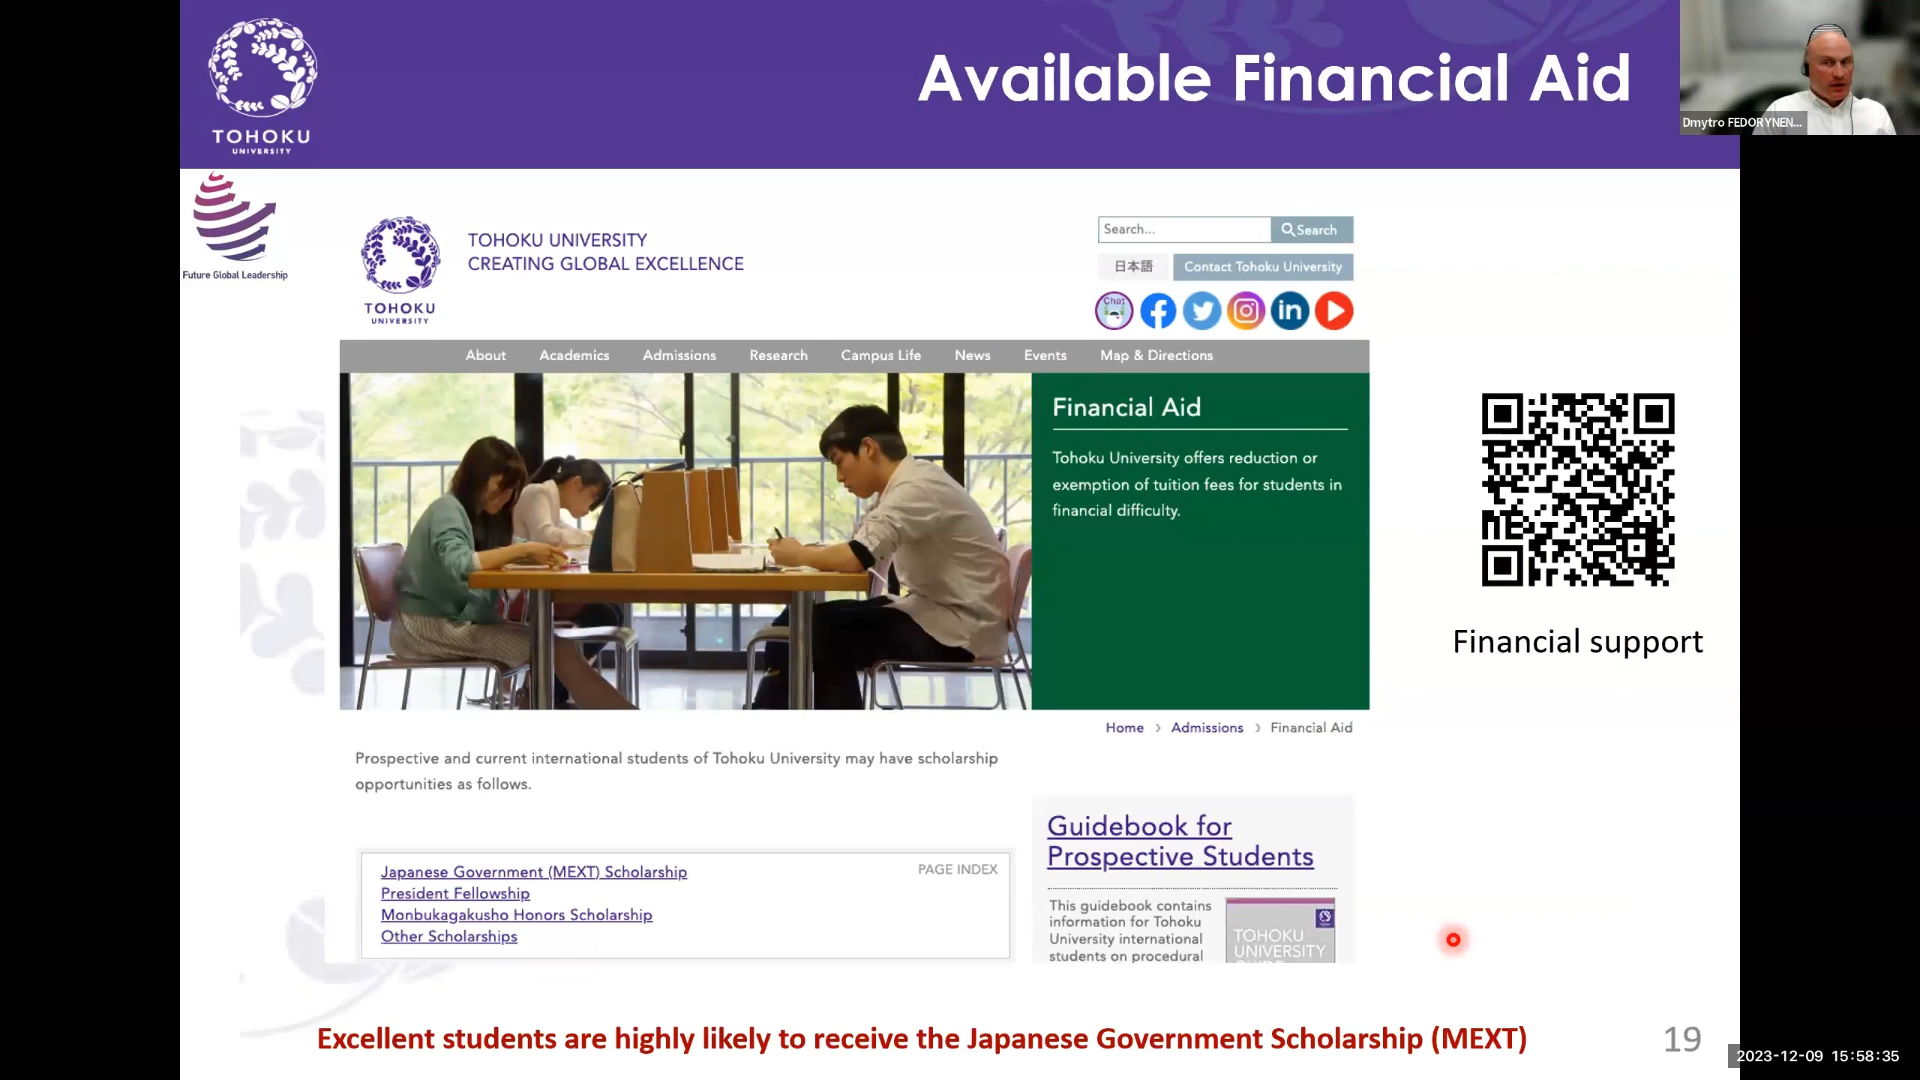 TOHOKU
UNIVERSITY
Available Financial Aid
Dmytro FEDORYNEN...
Future Global Leadership
TOHOKU
UNIVERSITY
TOHOKU UNIVERSITY
CREATING GLOBAL EXCELLENCE
Search...
Search
日本語
Contact Tohoku University
Chat
About Academics Admissions Research Campus Life News Events Map & Directions
Financial Aid
Tohoku University offers reduction or
exemption of tuition fees for students in
financial difficulty.
Financial support
Home > Admissions > Financial Aid
Prospective and current international students of Tohoku University may have scholarship
opportunities as follows.
PAGE INDEX
Japanese Government (MEXT) Scholarship
President Fellowship
Monbukagakusho Honors Scholarship
Other Scholarships
Guidebook for
Prospective Students
This guidebook contains
information for Tohoku
University international
students on procedural
TOHOKU
UNIVERSITY
Excellent students are highly likely to receive the Japanese Government Scholarship (MEXT)
19
2023-12-09 15:58:35